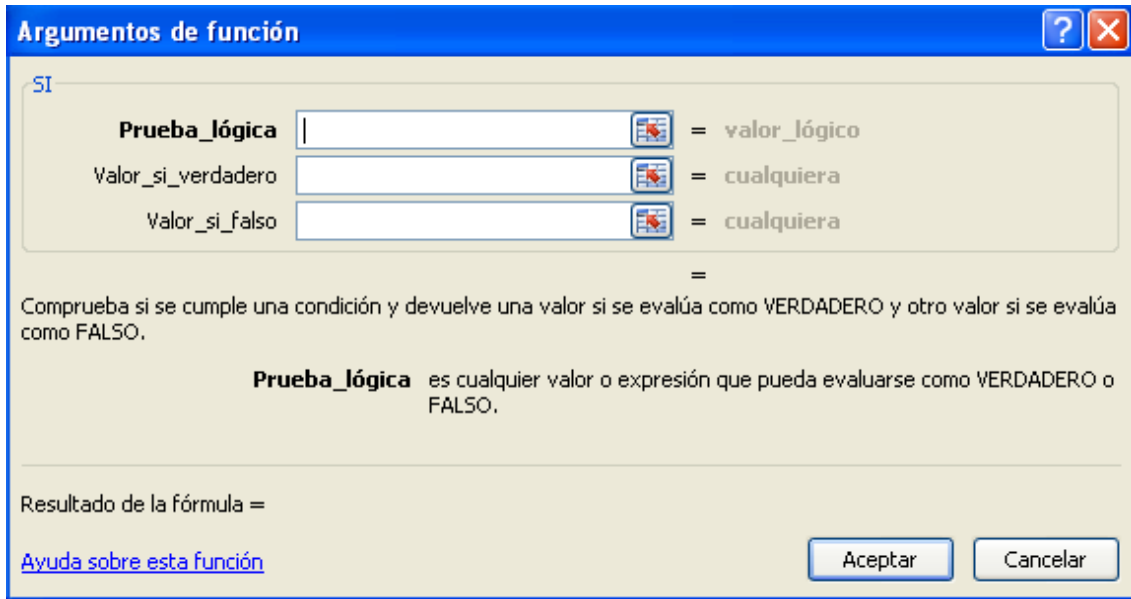 Argumentos de función
SI
Prueba_lógica = valor_lógico
Valor_si_verdadero = cualquiera
Valor_si_falso = cualquiera
=
Comprueba si se cumple una condición y devuelve una valor si se evalúa como VERDADERO y otro valor si se evalúa
como FALSO.
Prueba_lógica es cualquier valor o expresión que pueda evaluarse como VERDADERO o
FALSO.
Resultado de la fórmula =
Ayuda sobre esta función
Aceptar
Cancelar